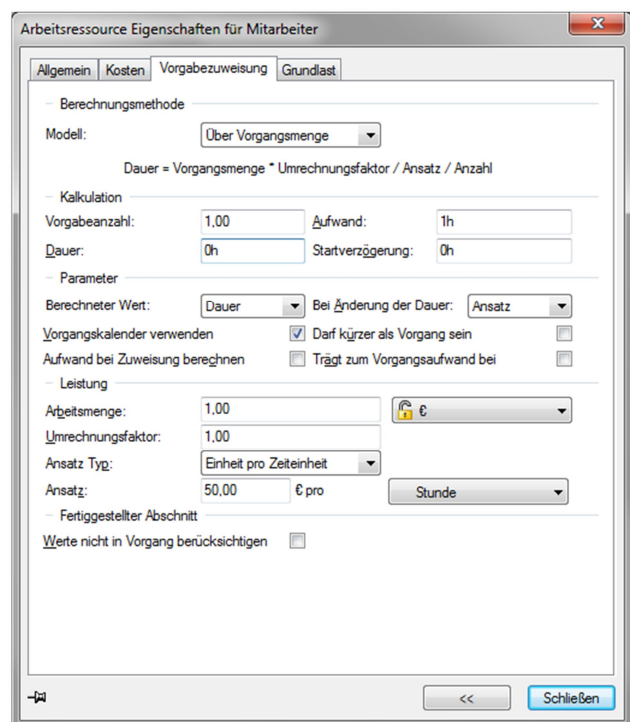 Arbeitsressource Eigenschaften für Mitarbeiter
Allgemein Kosten Vorgabezuweisung Grundlast
Berechnungsmethode
Modell: Über Vorgangsmenge
Dauer = Vorgangsmenge * Umrechnungsfaktor / Ansatz / Anzahl
Kalkulation
Vorgabeanzahl: 1,00 Aufwand: 1h
Dauer: 0h Startverzögerung: 0h
Parameter
Berechneter Wert: Dauer Bei Änderung der Dauer: Ansatz
Vorgangskalender verwenden Darf kürzer als Vorgang sein
Aufwand bei Zuweisung berechnen Trägt zum Vorgangsaufwand bei
Leistung
Arbeitsmenge: 1,00 €
Umrechnungsfaktor: 1,00
Ansatz Typ: Einheit pro Zeiteinheit
Ansatz: 50,00 € pro Stunde
Fertiggestellter Abschnitt
Werte nicht in Vorgang berücksichtigen
<< Schließen